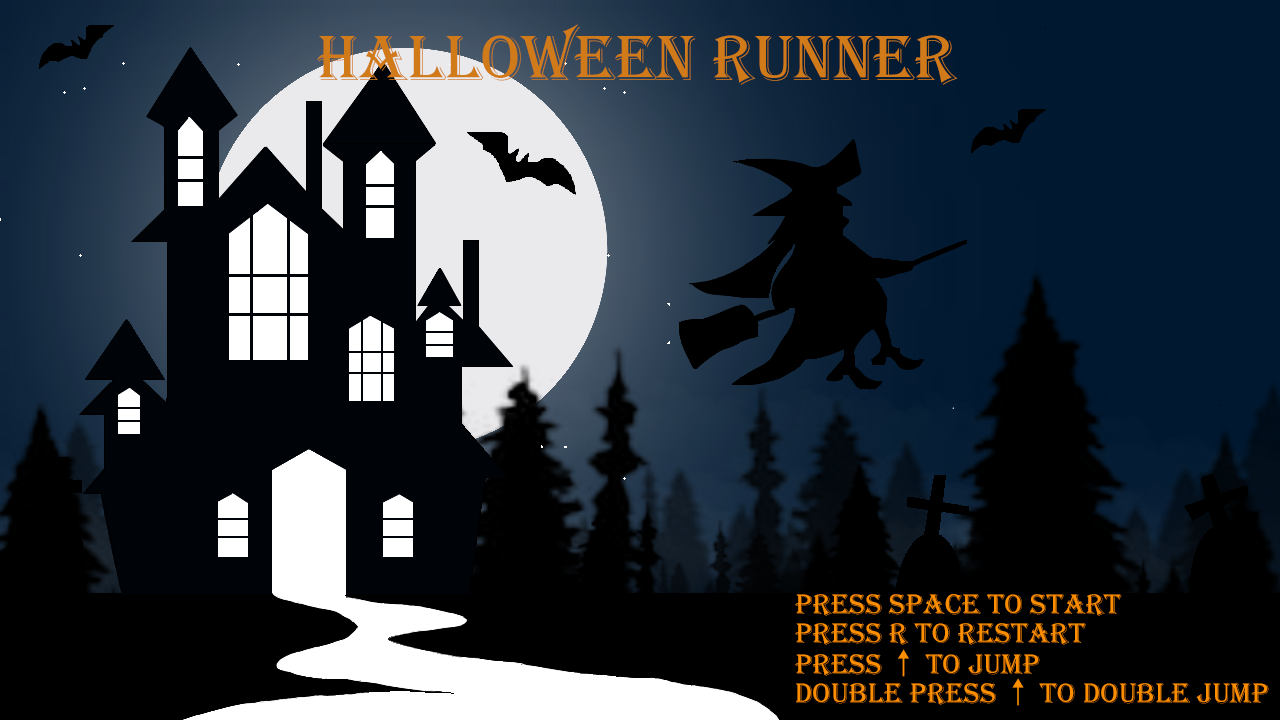 HALLOWEEN RUNNER
PRESS SPACE TO START
PRESS R TO RESTART
PRESS ↑ TO JUMP
DOUBLE PRESS ↑ TO DOUBLE JUMP